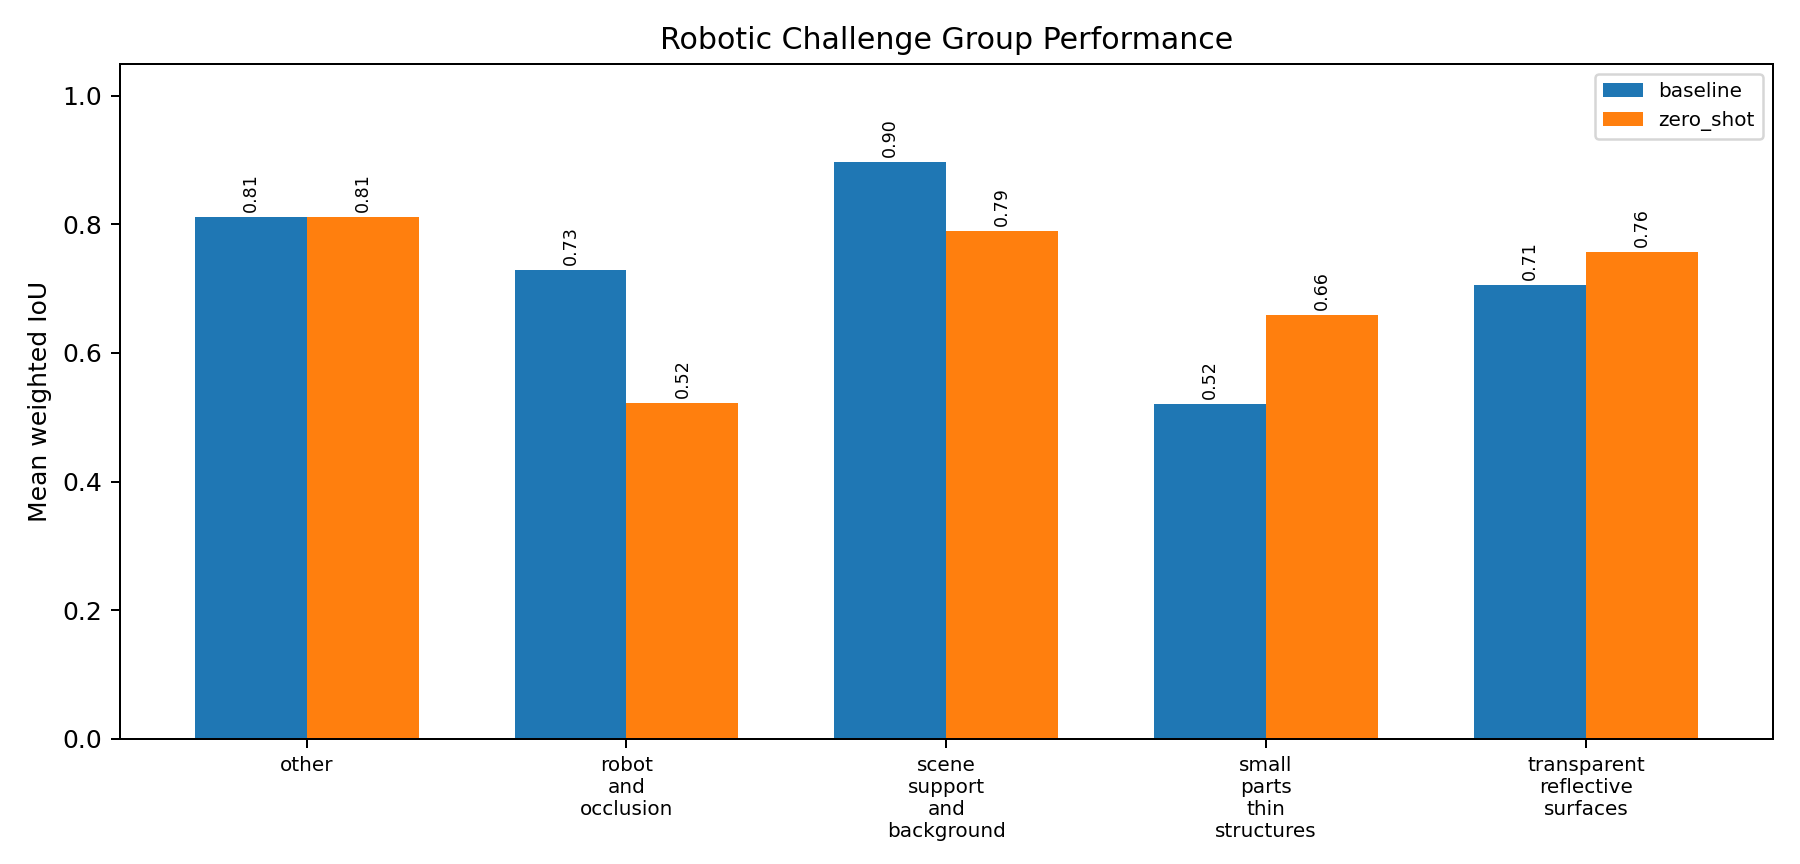 Robotic Challenge Group Performance
baseline
zero_shot
Mean weighted IoU
1.0
0.8
0.6
0.4
0.2
0.0
0.81
0.81
0.73
0.52
0.90
0.79
0.52
0.66
0.71
0.76
other
robot
and
occlusion
scene
support
and
background
small
parts
thin
structures
transparent
reflective
surfaces